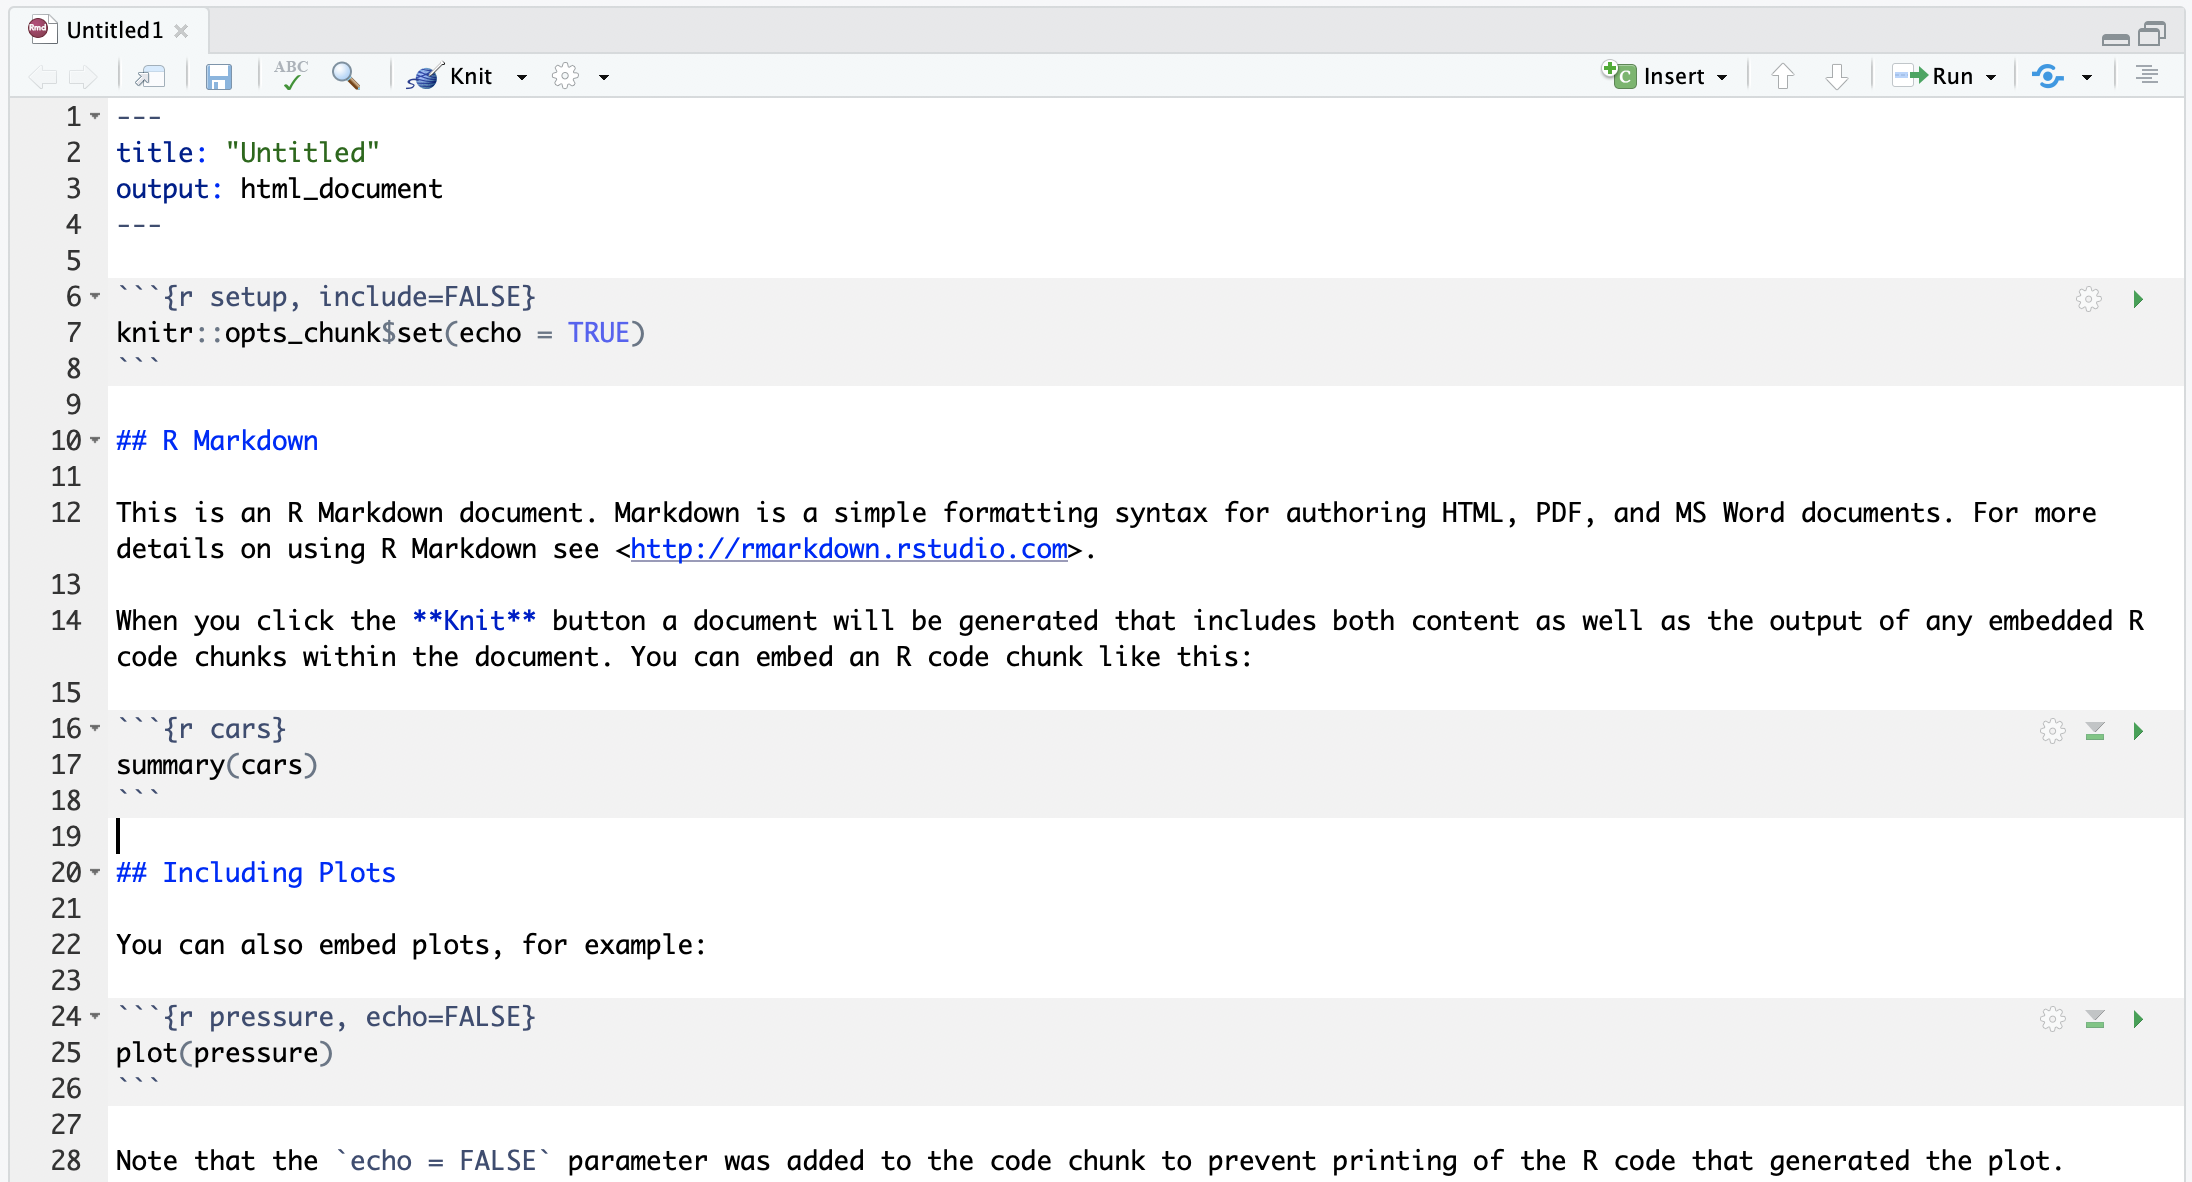 Untitled1
ABC Knit Insert Run
1 ---
2 title: "Untitled"
3 output: html_document
4 ---
5
6 ```{r setup, include=FALSE}
7 knitr::opts_chunk$set(echo = TRUE)
8 ```
9
10 ## R Markdown
11
12 This is an R Markdown document. Markdown is a simple formatting syntax for authoring HTML, PDF, and MS Word documents. For more
details on using R Markdown see <http://rmarkdown.rstudio.com>.
13
14 When you click the **Knit** button a document will be generated that includes both content as well as the output of any embedded R
code chunks within the document. You can embed an R code chunk like this:
15
16 ```{r cars}
17 summary(cars)
18 ```
19
20 ## Including Plots
21
22 You can also embed plots, for example:
23
24 ```{r pressure, echo=FALSE}
25 plot(pressure)
26 ```
27
28 Note that the `echo = FALSE` parameter was added to the code chunk to prevent printing of the R code that generated the plot.